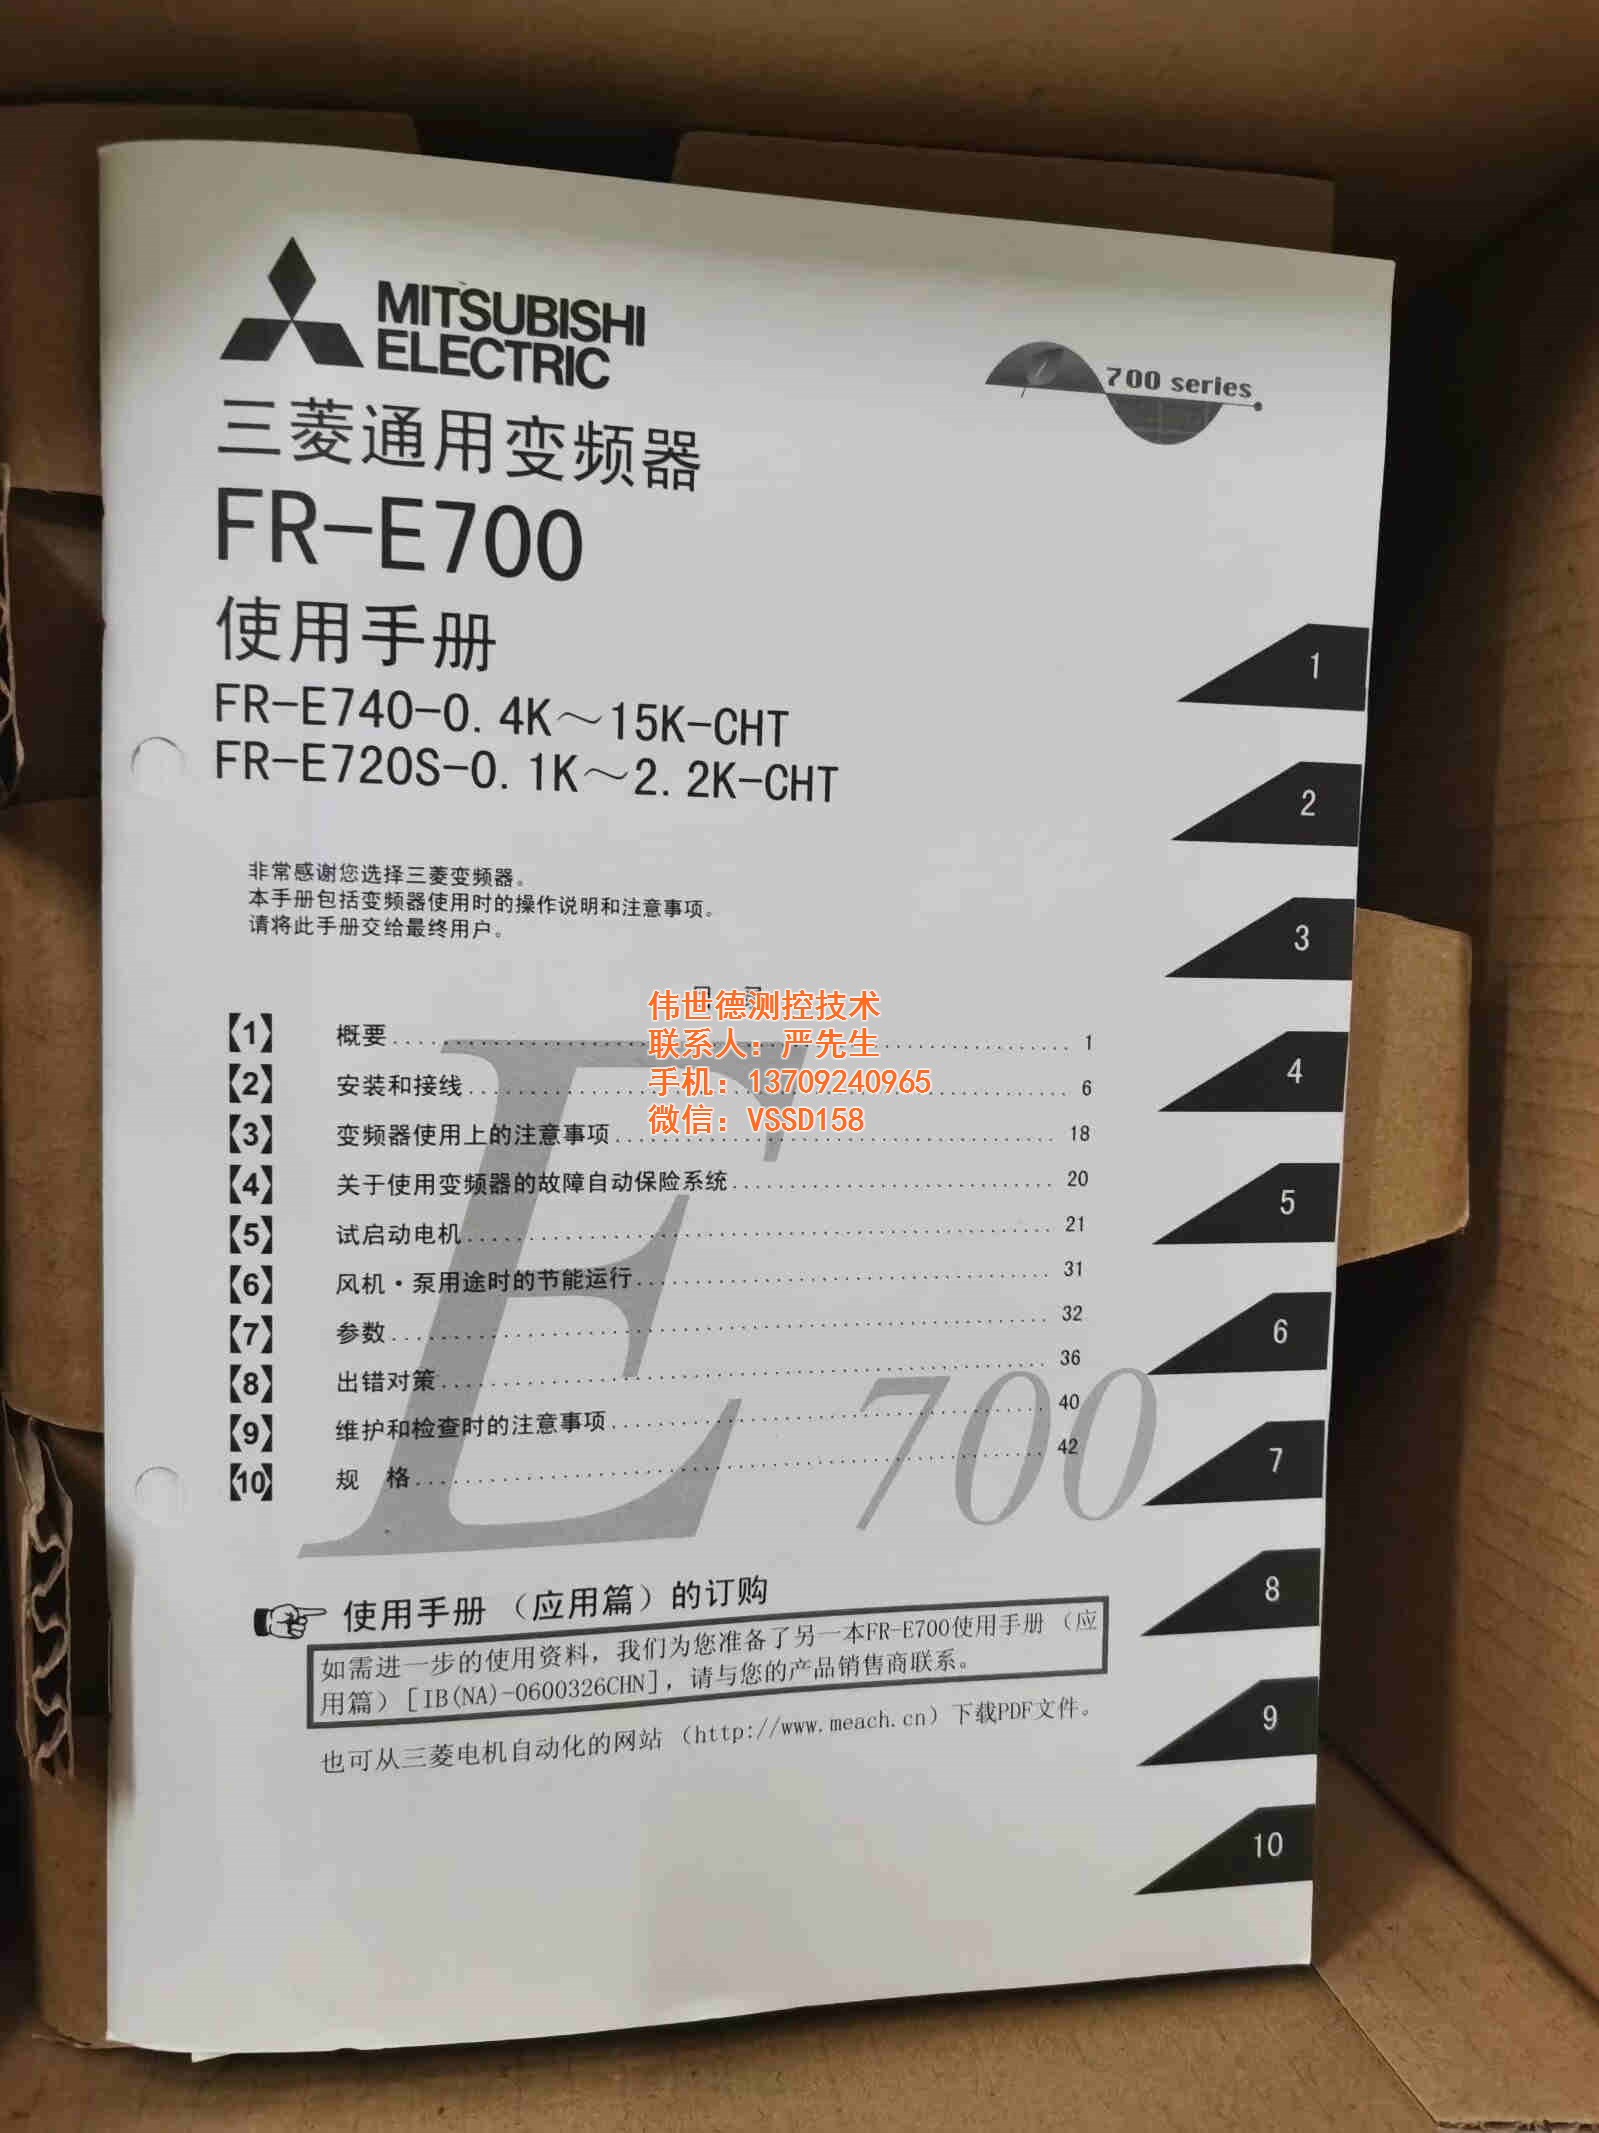 MITSUBISHI
ELECTRIC
700 series
三菱通用变频器
FR-E700
使用手册
FR-E740-0.4K～15K-CHT
FR-E720S-0.1K～2.2K-CHT
非常感谢您选择三菱变频器。
本手册包括变频器使用时的操作说明和注意事项。
请将此手册交给最终用户。
伟世德测控技术
联系人：严先生
手机：13709240965
微信：VSSD158
【1】 概要 1
【2】 安装和接线 6
【3】 变频器使用上的注意事项 18
【4】 关于使用变频器的故障自动保险系统 20
【5】 试启动电机 21
【6】 风机・泵用途时的节能运行 31
【7】 参数 32
【8】 出错对策 36
【9】 维护和检查时的注意事项 40
【10】 规 格 42
E 700
使用手册（应用篇）的订购
如需进一步的使用资料，我们为您准备了另一本FR-E700使用手册（应
用篇）[IB(NA)-0600326CHN]，请与您的产品销售商联系。
也可从三菱电机自动化的网站（http://www.meach.cn）下载PDF文件。
1
2
3
4
5
6
7
8
9
10